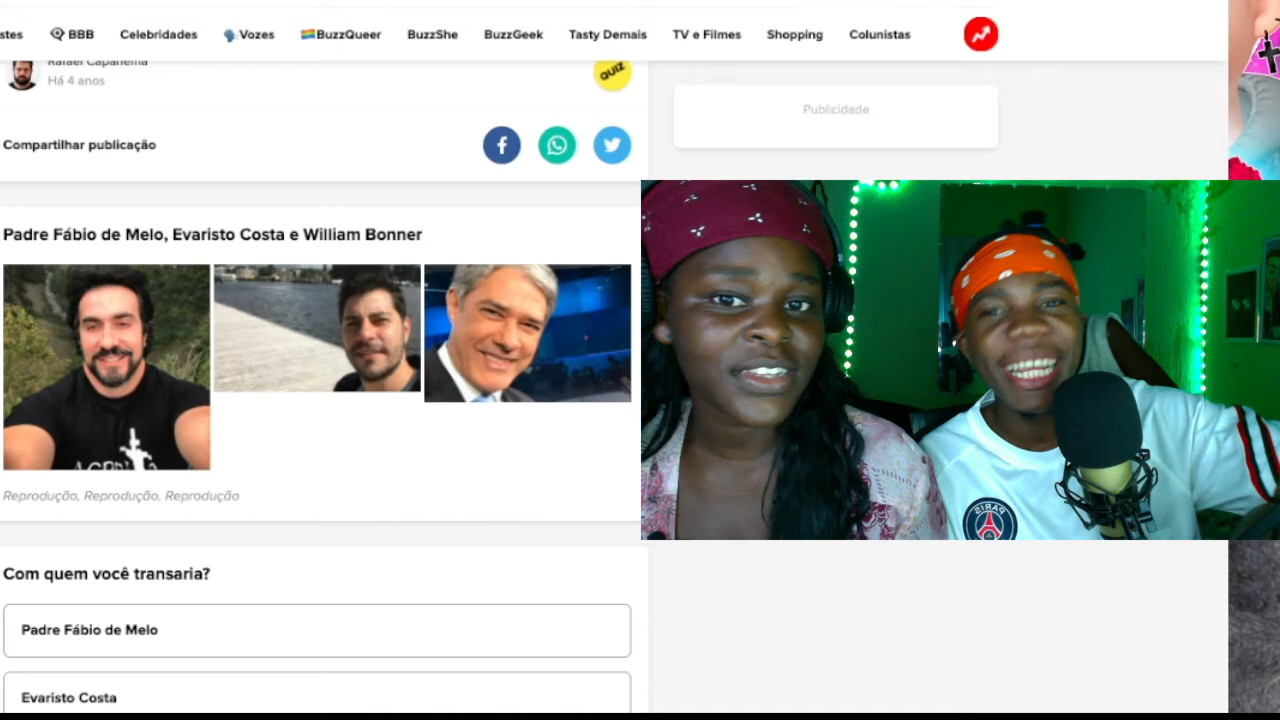 stes
BBB
Celebridades
Vozes
BuzzQueer
BuzzShe
BuzzGeek
Tasty Demais
TV e Filmes
Shopping
Colunistas
Rafael Capanema
Há 4 anos
QUIZ
Publicidade
Compartilhar publicação
Padre Fábio de Melo, Evaristo Costa e William Bonner
PARIS
Reprodução, Reprodução, Reprodução
Com quem você transaria?
Padre Fábio de Melo
Evaristo Costa